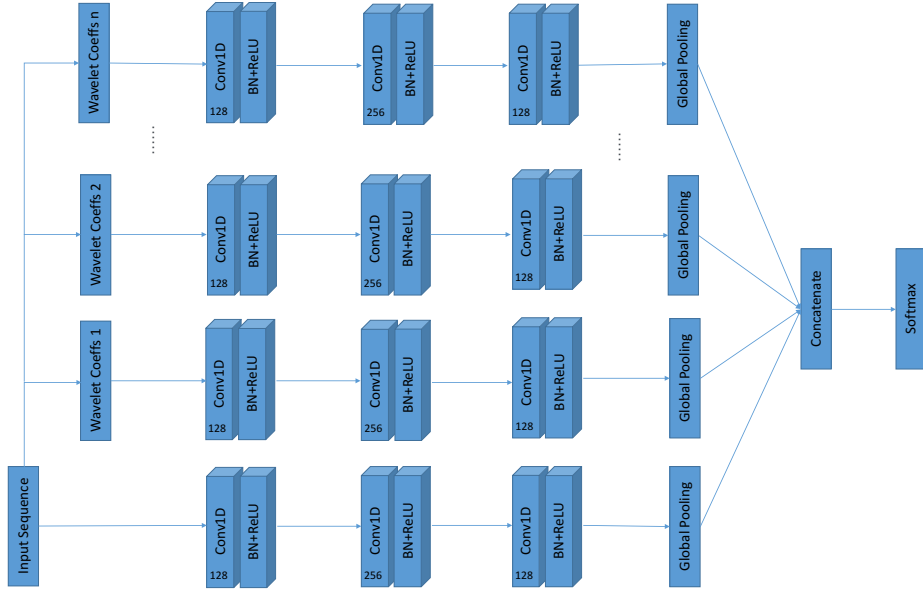 Wavelet Coeffs n
Conv1D
BN+ReLU
128
Conv1D
BN+ReLU
256
Conv1D
BN+ReLU
128
Global Pooling
......
......
Wavelet Coeffs 2
Conv1D
BN+ReLU
128
Conv1D
BN+ReLU
256
Conv1D
BN+ReLU
128
Global Pooling
Wavelet Coeffs 1
Conv1D
BN+ReLU
128
Conv1D
BN+ReLU
256
Conv1D
BN+ReLU
128
Global Pooling
Input Sequence
Conv1D
BN+ReLU
128
Conv1D
BN+ReLU
256
Conv1D
BN+ReLU
128
Global Pooling
Concatenate
Softmax